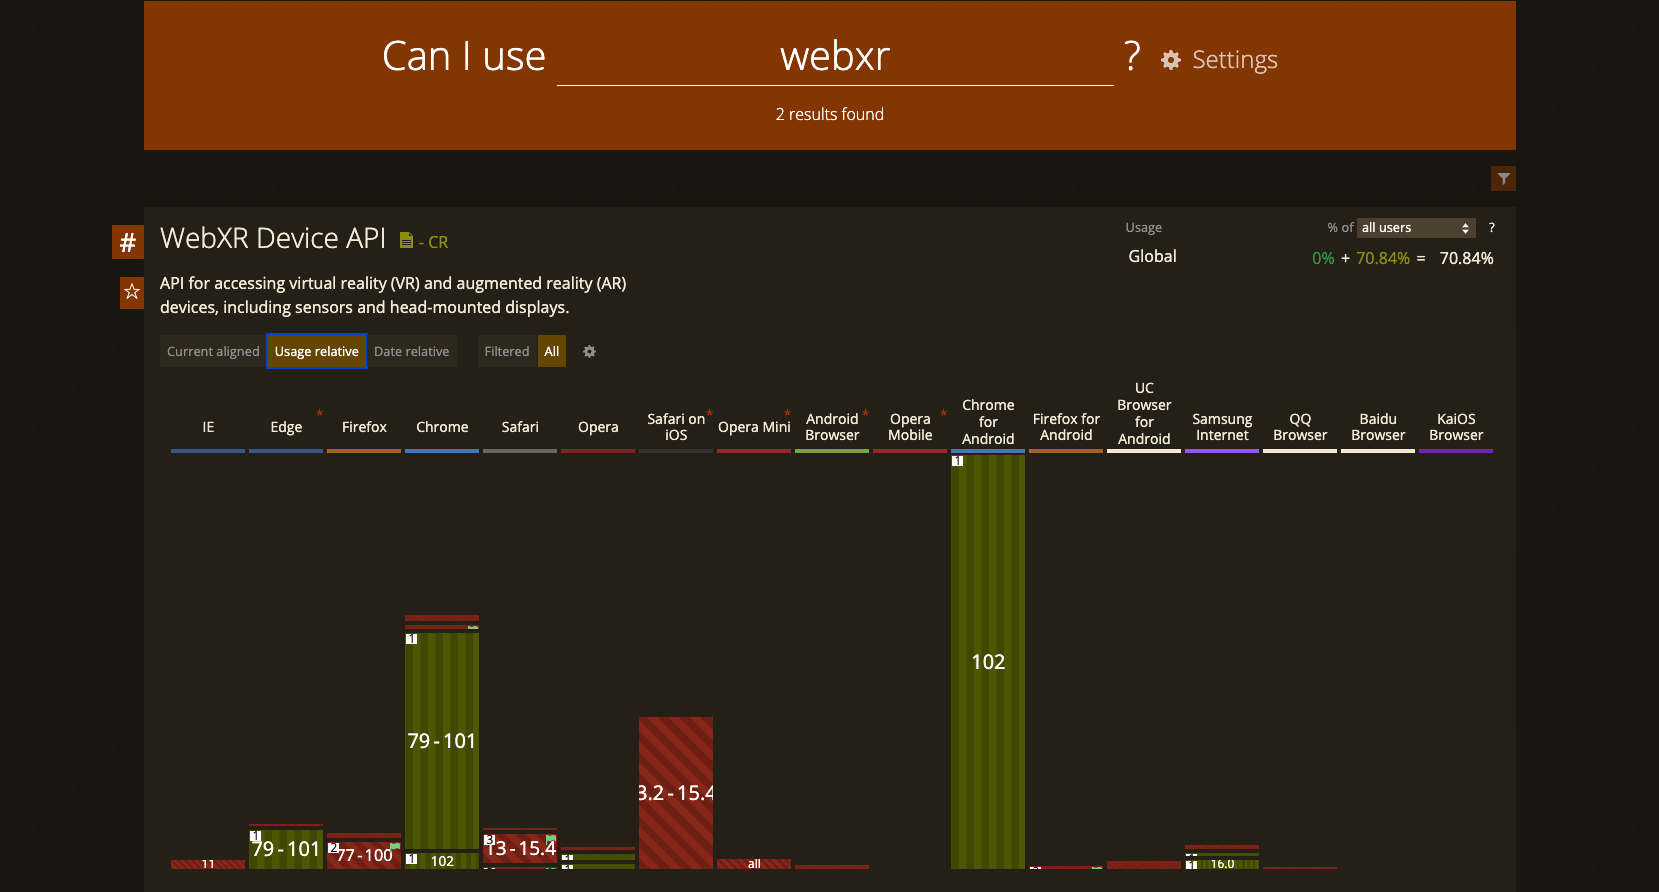 Can I use webxr ? Settings
2 results found
# WebXR Device API - CR
Usage % of all users ?
Global 0% + 70.84% = 70.84%
API for accessing virtual reality (VR) and augmented reality (AR)
devices, including sensors and head-mounted displays.
Current aligned Usage relative Date relative Filtered All
IE
Edge *
Firefox
Chrome
Safari
Opera
Safari on *
iOS
Opera Mini *
Android *
Browser
Opera *
Mobile
Chrome
for
Android
Firefox for
Android
UC
Browser
for
Android
Samsung
Internet
QQ
Browser
Baidu
Browser
KaiOS
Browser
1
102
1
79 - 101
3.2 - 15.4
1
79 - 101
2
77 - 100
3
13 - 15.4
11
1
102
all
1
16.0